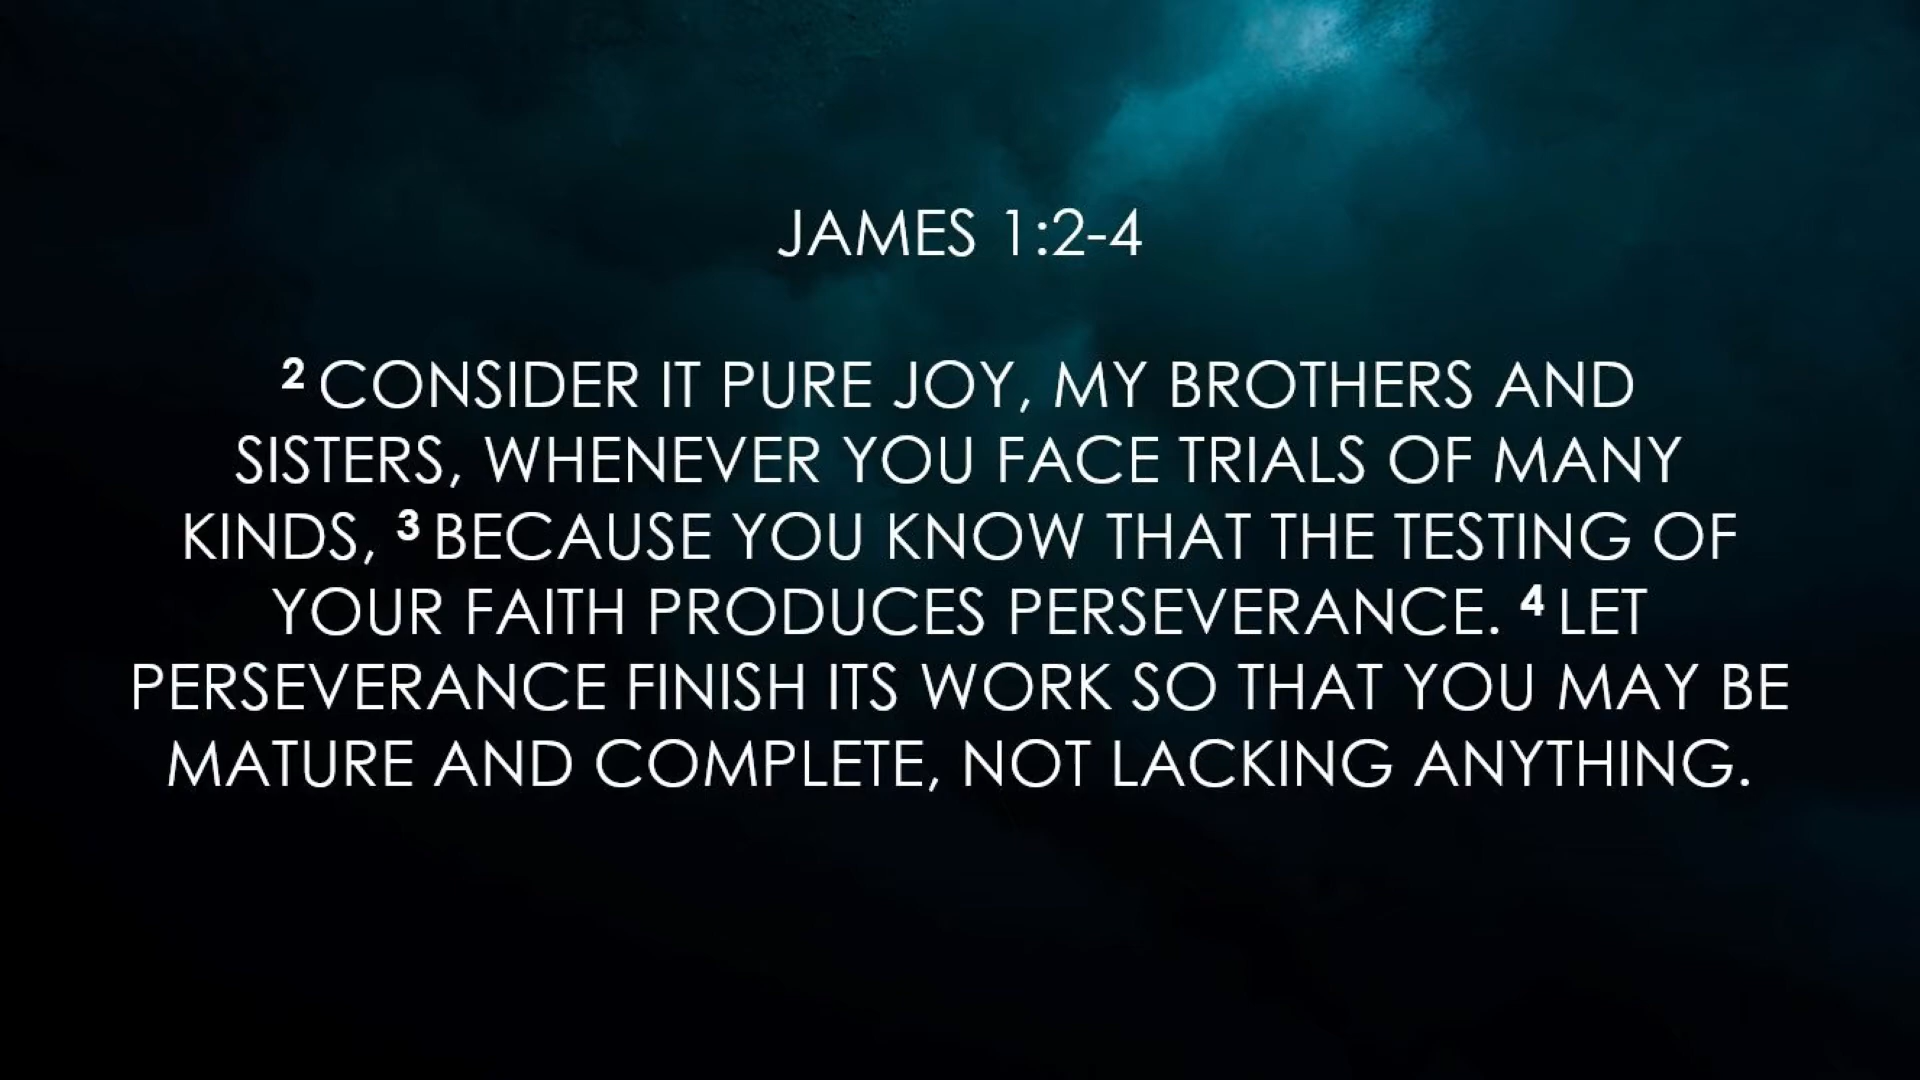 JAMES 1:2-4
2 CONSIDER IT PURE JOY, MY BROTHERS AND
SISTERS, WHENEVER YOU FACE TRIALS OF MANY
KINDS, 3 BECAUSE YOU KNOW THAT THE TESTING OF
YOUR FAITH PRODUCES PERSEVERANCE. 4 LET
PERSEVERANCE FINISH ITS WORK SO THAT YOU MAY BE
MATURE AND COMPLETE, NOT LACKING ANYTHING.